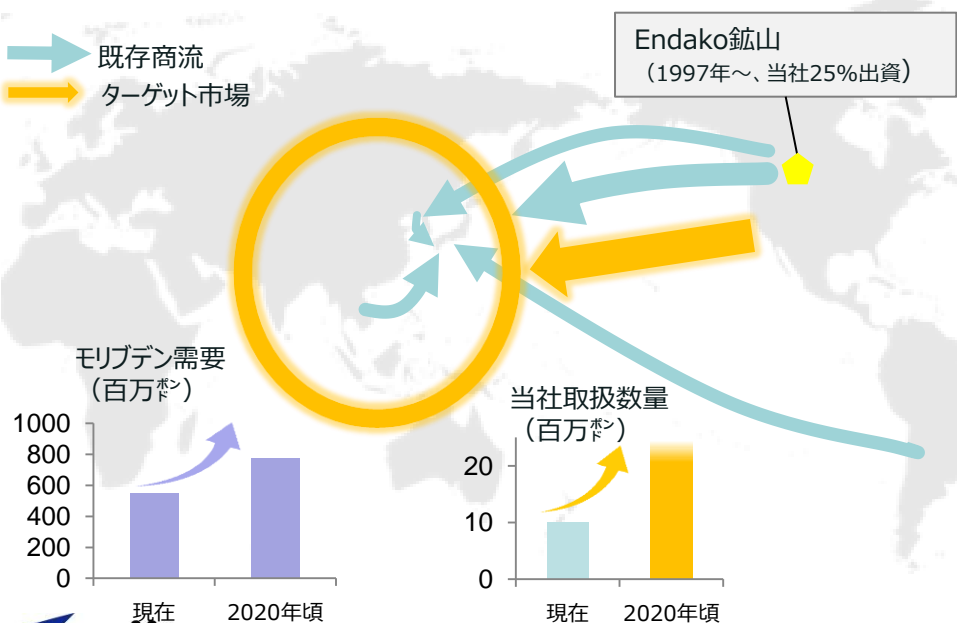 既存商流
ターゲット市場
Endako鉱山
（1997年～、当社25%出資）
モリブデン需要
（百万ポンド）
1000
800
600
400
200
0
現在 2020年頃
当社取扱数量
（百万ポンド）
20
10
0
現在 2020年頃